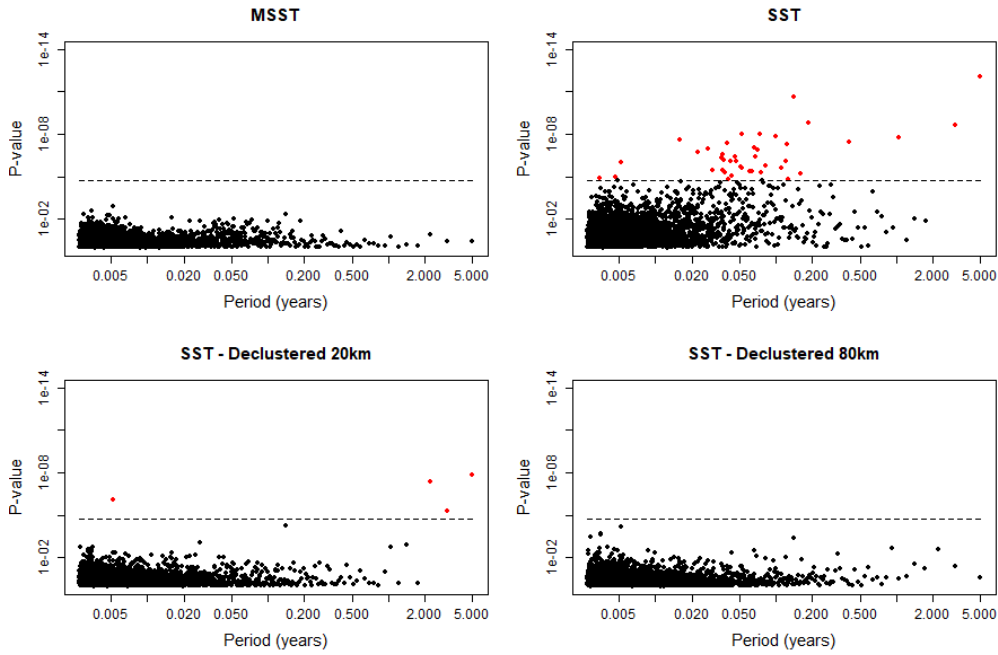 MSST
P-value
1e-14
1e-08
1e-02
0.005
0.020
0.050
0.200
0.500
2.000
5.000
Period (years)
SST
P-value
1e-14
1e-08
1e-02
0.005
0.020
0.050
0.200
0.500
2.000
5.000
Period (years)
SST - Declustered 20km
P-value
1e-14
1e-08
1e-02
0.005
0.020
0.050
0.200
0.500
2.000
5.000
Period (years)
SST - Declustered 80km
P-value
1e-14
1e-08
1e-02
0.005
0.020
0.050
0.200
0.500
2.000
5.000
Period (years)